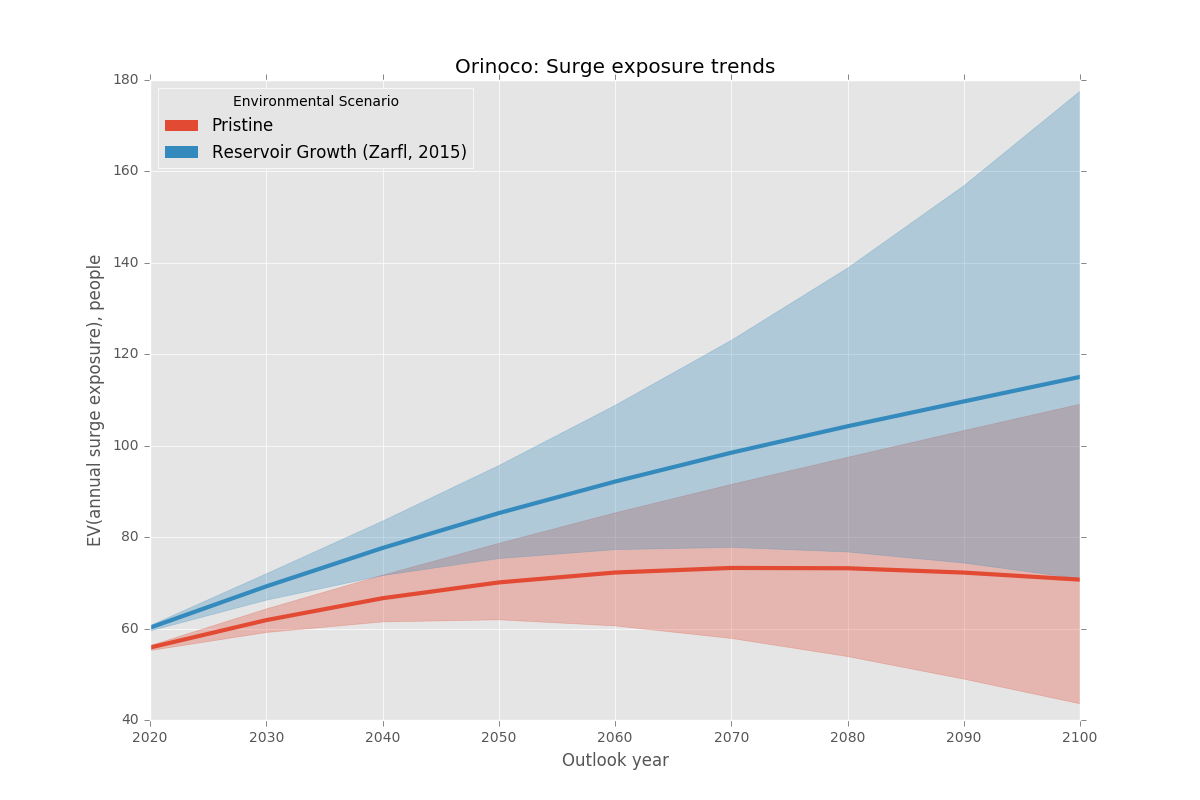 Orinoco: Surge exposure trends
Environmental Scenario
Pristine
Reservoir Growth (Zarfl, 2015)
EV(annual surge exposure), people
180
160
140
120
100
80
60
40
2020 2030 2040 2050 2060 2070 2080 2090 2100
Outlook year